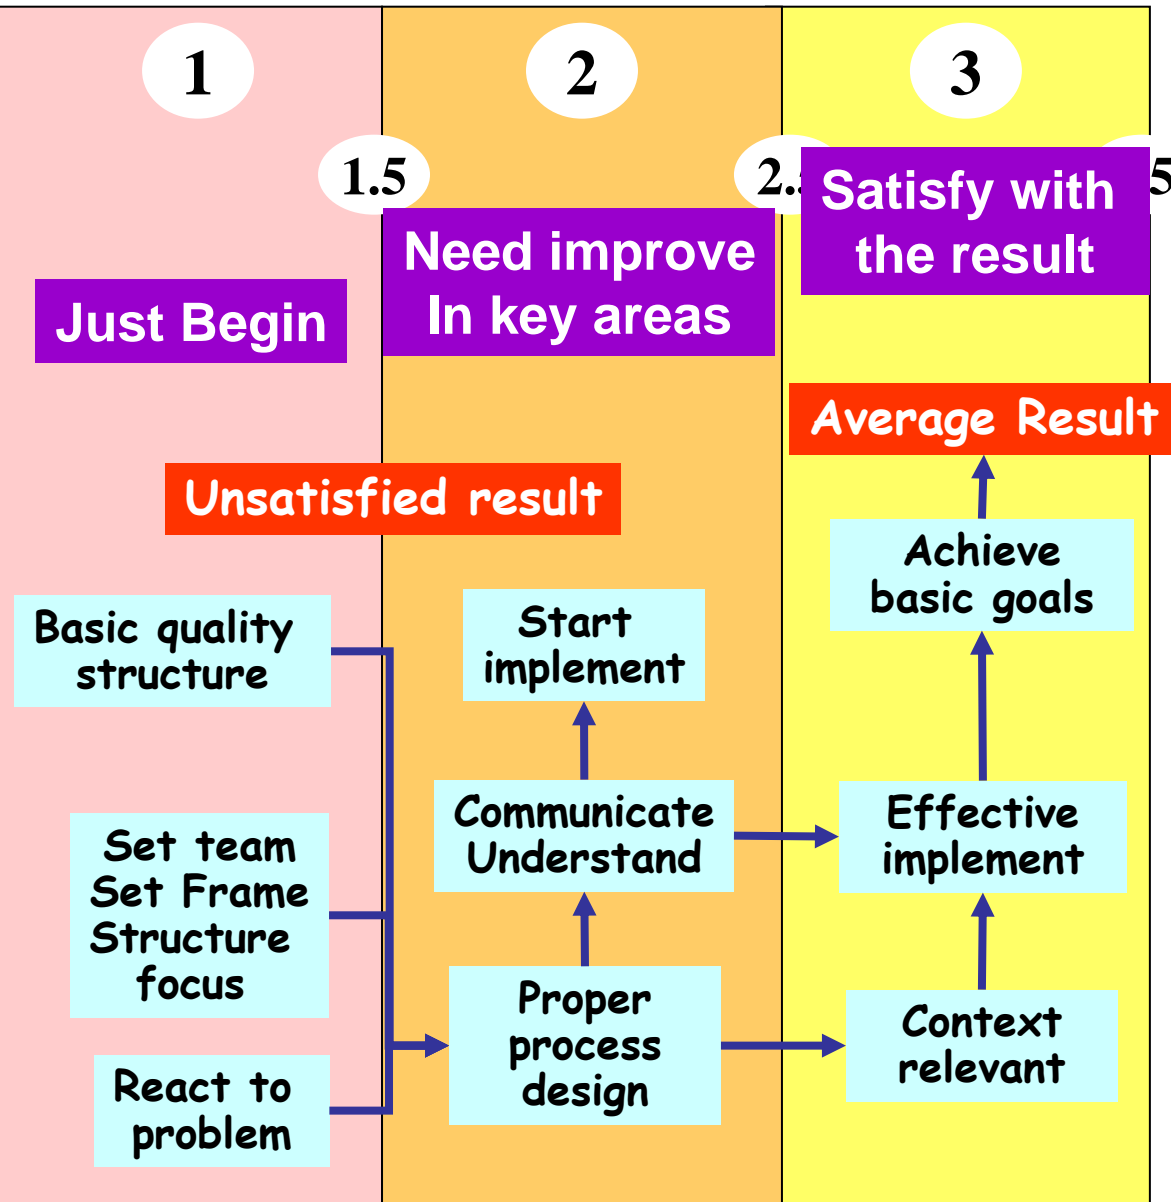 1
2
3
1.5
2.
5
Just Begin
Need improve
In key areas
Satisfy with
the result
Average Result
Unsatisfied result
Basic quality
structure
Set team
Set Frame
Structure
focus
React to
problem
Start
implement
Communicate
Understand
Proper
process
design
Achieve
basic goals
Effective
implement
Context
relevant